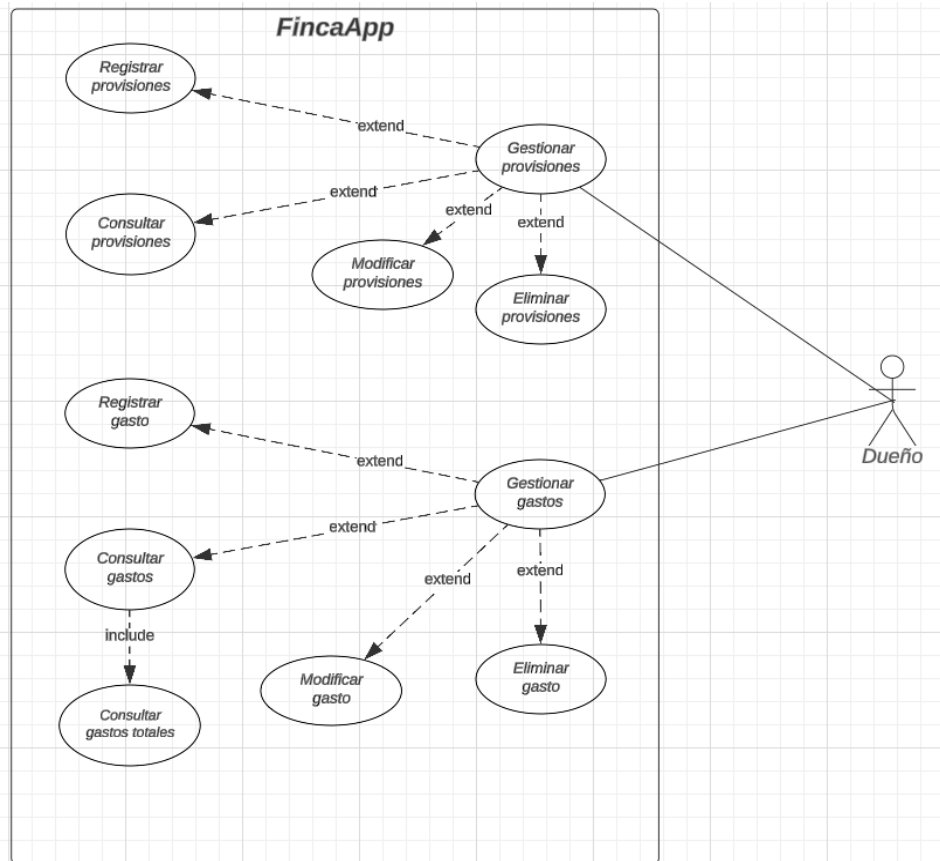 FincaApp
Registrar
provisiones
extend
Gestionar
provisiones
extend
Consultar
provisiones
extend
extend
Modificar
provisiones
Eliminar
provisiones
Dueño
Registrar
gasto
extend
Gestionar
gastos
extend
Consultar
gastos
extend
extend
include
Modificar
gasto
Eliminar
gasto
Consultar
gastos totales